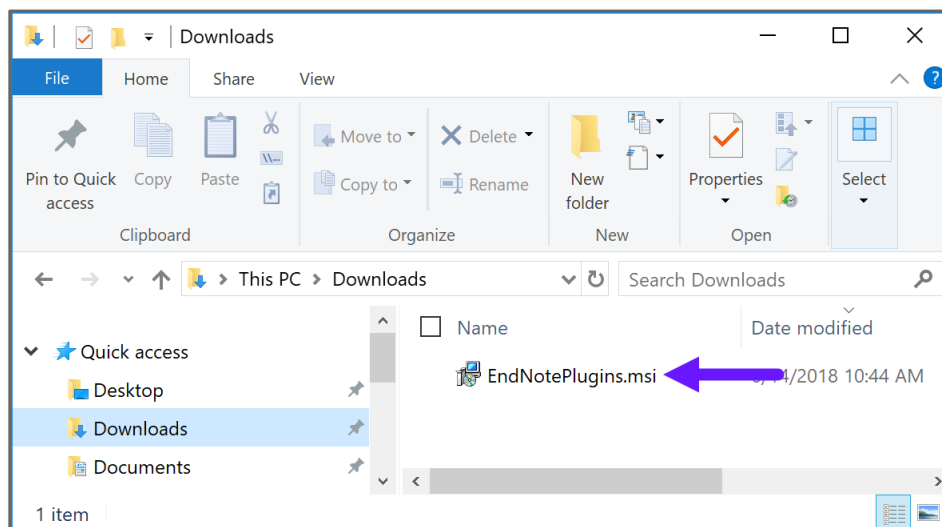 Downloads
File Home Share View
Pin to Quick access
Copy
Paste
Move to
Copy to
Delete
Rename
New folder
Properties
Select
Clipboard Organize New Open
This PC Downloads Search Downloads
Name Date modified
Quick access
EndNotePlugins.msi /2018 10:44 AM
Desktop
Downloads
Documents
1 item